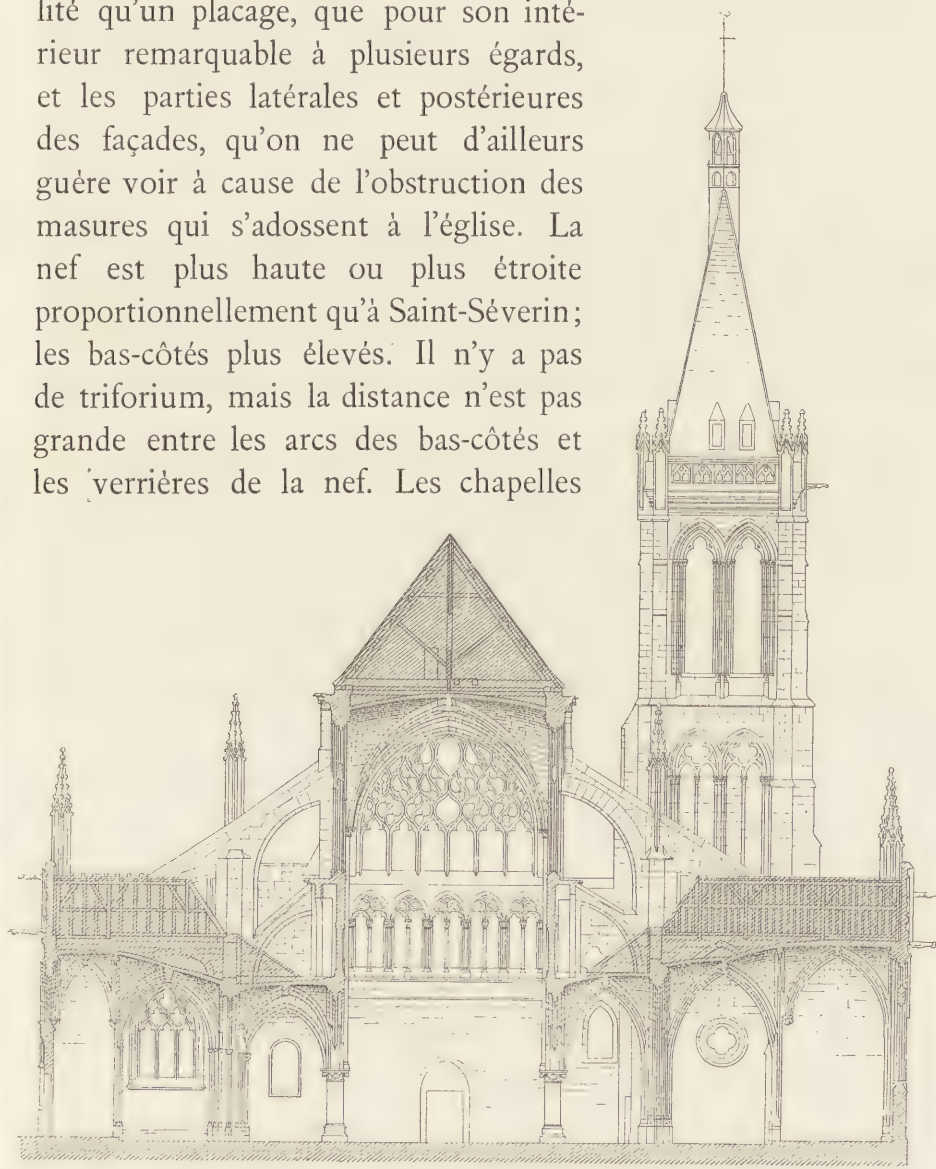 lité qu'un placage, que pour son inté-
rieur remarquable à plusieurs égards,
et les parties latérales et postérieures
des façades, qu'on ne peut d'ailleurs
guère voir à cause de l'obstruction des
masures qui s'adossent à l'église. La
nef est plus haute ou plus étroite
proportionnellement qu'à Saint-Séverin;
les bas-côtés plus élevés. Il n'y a pas
de triforium, mais la distance n'est pas
grande entre les arcs des bas-côtés et
les verrières de la nef. Les chapelles